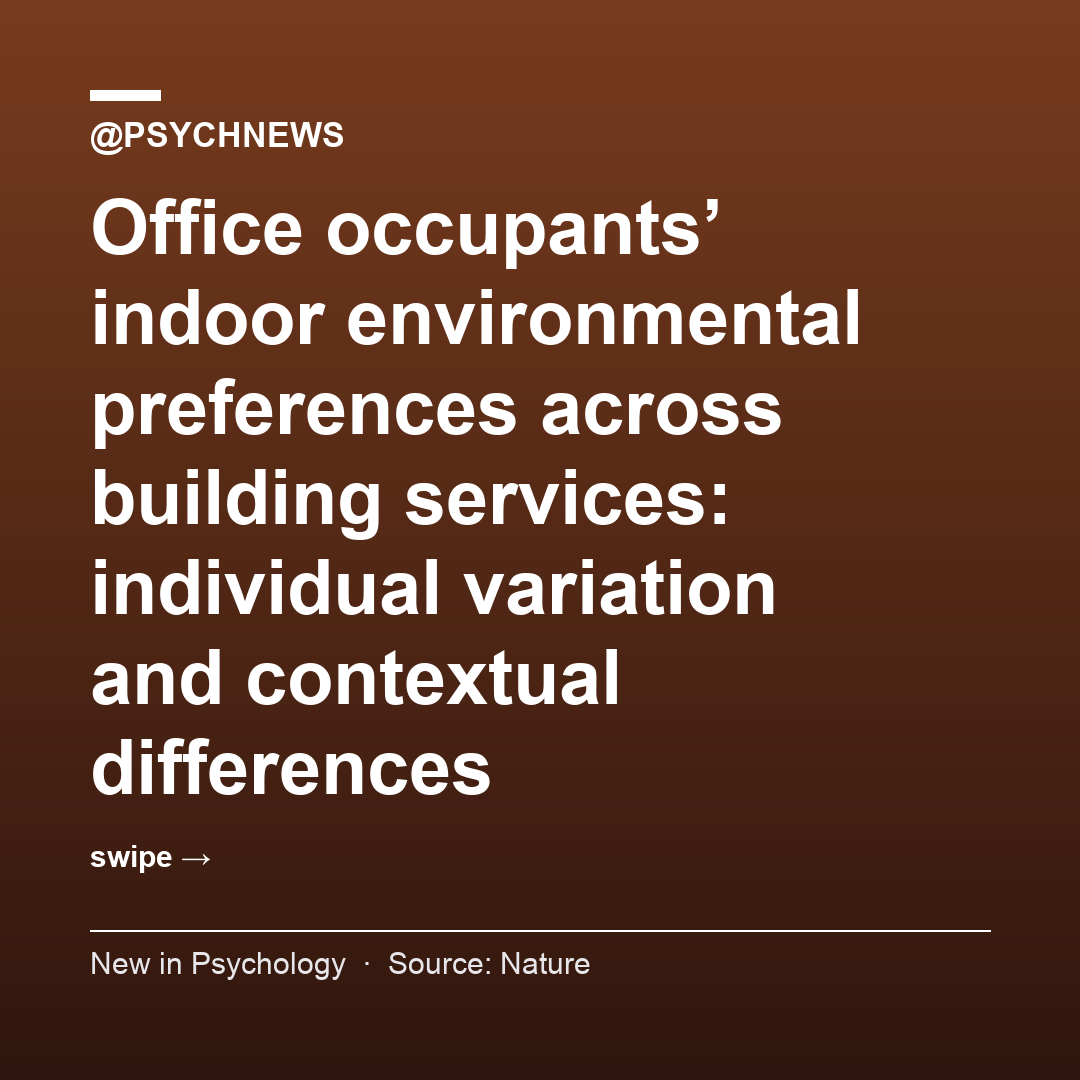 @PSYCHNEWS
Office occupants’
indoor environmental
preferences across
building services:
individual variation
and contextual
differences
swipe →
New in Psychology · Source: Nature